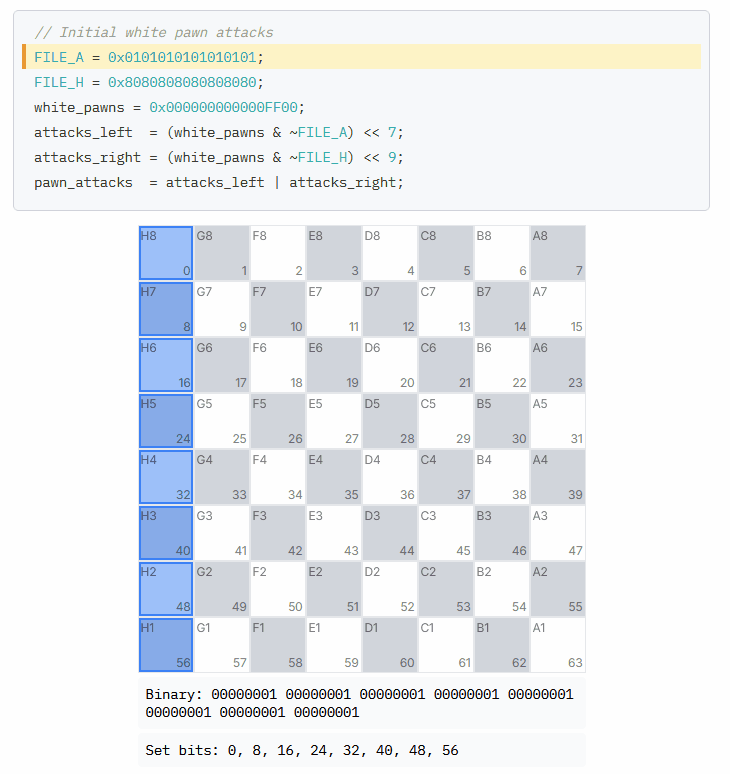 // Initial white pawn attacks
FILE_A = 0x0101010101010101;
FILE_H = 0x8080808080808080;
white_pawns = 0x000000000000FF00;
attacks_left  = (white_pawns & ~FILE_A) << 7;
attacks_right = (white_pawns & ~FILE_H) << 9;
pawn_attacks  = attacks_left | attacks_right;
H8 G8 F8 E8 D8 C8 B8 A8
0 1 2 3 4 5 6 7
H7 G7 F7 E7 D7 C7 B7 A7
8 9 10 11 12 13 14 15
H6 G6 F6 E6 D6 C6 B6 A6
16 17 18 19 20 21 22 23
H5 G5 F5 E5 D5 C5 B5 A5
24 25 26 27 28 29 30 31
H4 G4 F4 E4 D4 C4 B4 A4
32 33 34 35 36 37 38 39
H3 G3 F3 E3 D3 C3 B3 A3
40 41 42 43 44 45 46 47
H2 G2 F2 E2 D2 C2 B2 A2
48 49 50 51 52 53 54 55
H1 G1 F1 E1 D1 C1 B1 A1
56 57 58 59 60 61 62 63
Binary: 00000001 00000001 00000001 00000001 00000001
00000001 00000001 00000001
Set bits: 0, 8, 16, 24, 32, 40, 48, 56